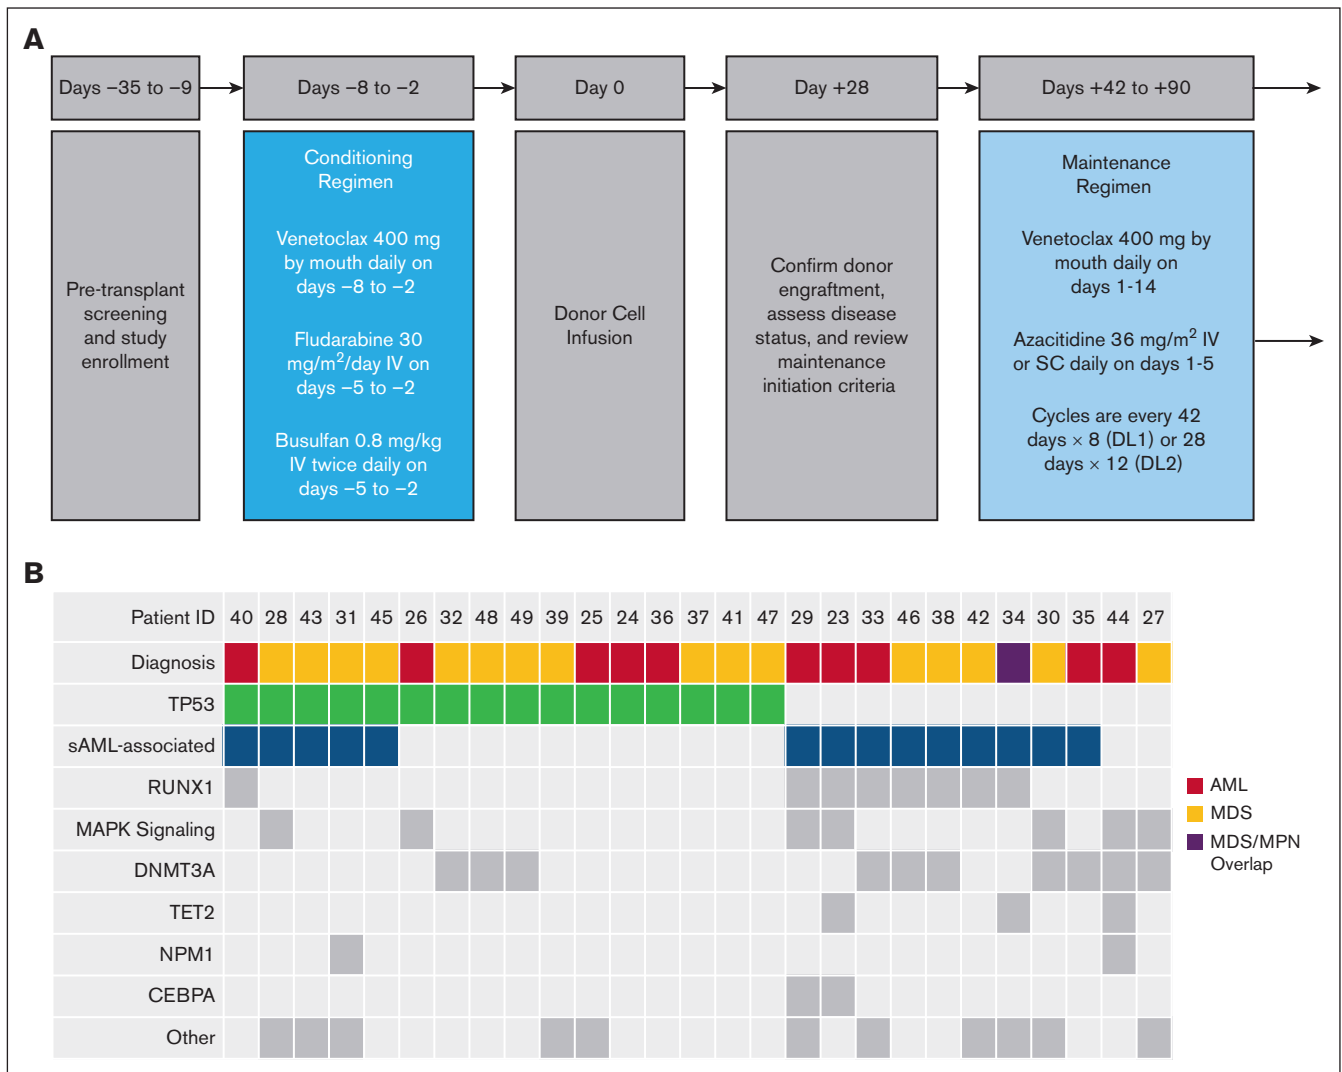 A
Days −35 to −9
Days −8 to −2
Day 0
Day +28
Days +42 to +90
Pre-transplant
screening
and study
enrollment
Conditioning
Regimen
Venetoclax 400 mg
by mouth daily on
days −8 to −2
Fludarabine 30
mg/m²/day IV on
days −5 to −2
Busulfan 0.8 mg/kg
IV twice daily on
days −5 to −2
Donor Cell
Infusion
Confirm donor
engraftment,
assess disease
status, and review
maintenance
initiation criteria
Maintenance
Regimen
Venetoclax 400 mg by
mouth daily on
days 1-14
Azacitidine 36 mg/m² IV
or SC daily on days 1-5
Cycles are every 42
days × 8 (DL1) or 28
days × 12 (DL2)
B
Patient ID 40 28 43 31 45 26 32 48 49 39 25 24 36 37 41 47 29 23 33 46 38 42 34 30 35 44 27
Diagnosis
TP53
sAML-associated
RUNX1
MAPK Signaling
DNMT3A
TET2
NPM1
CEBPA
Other
AML
MDS
MDS/MPN
Overlap